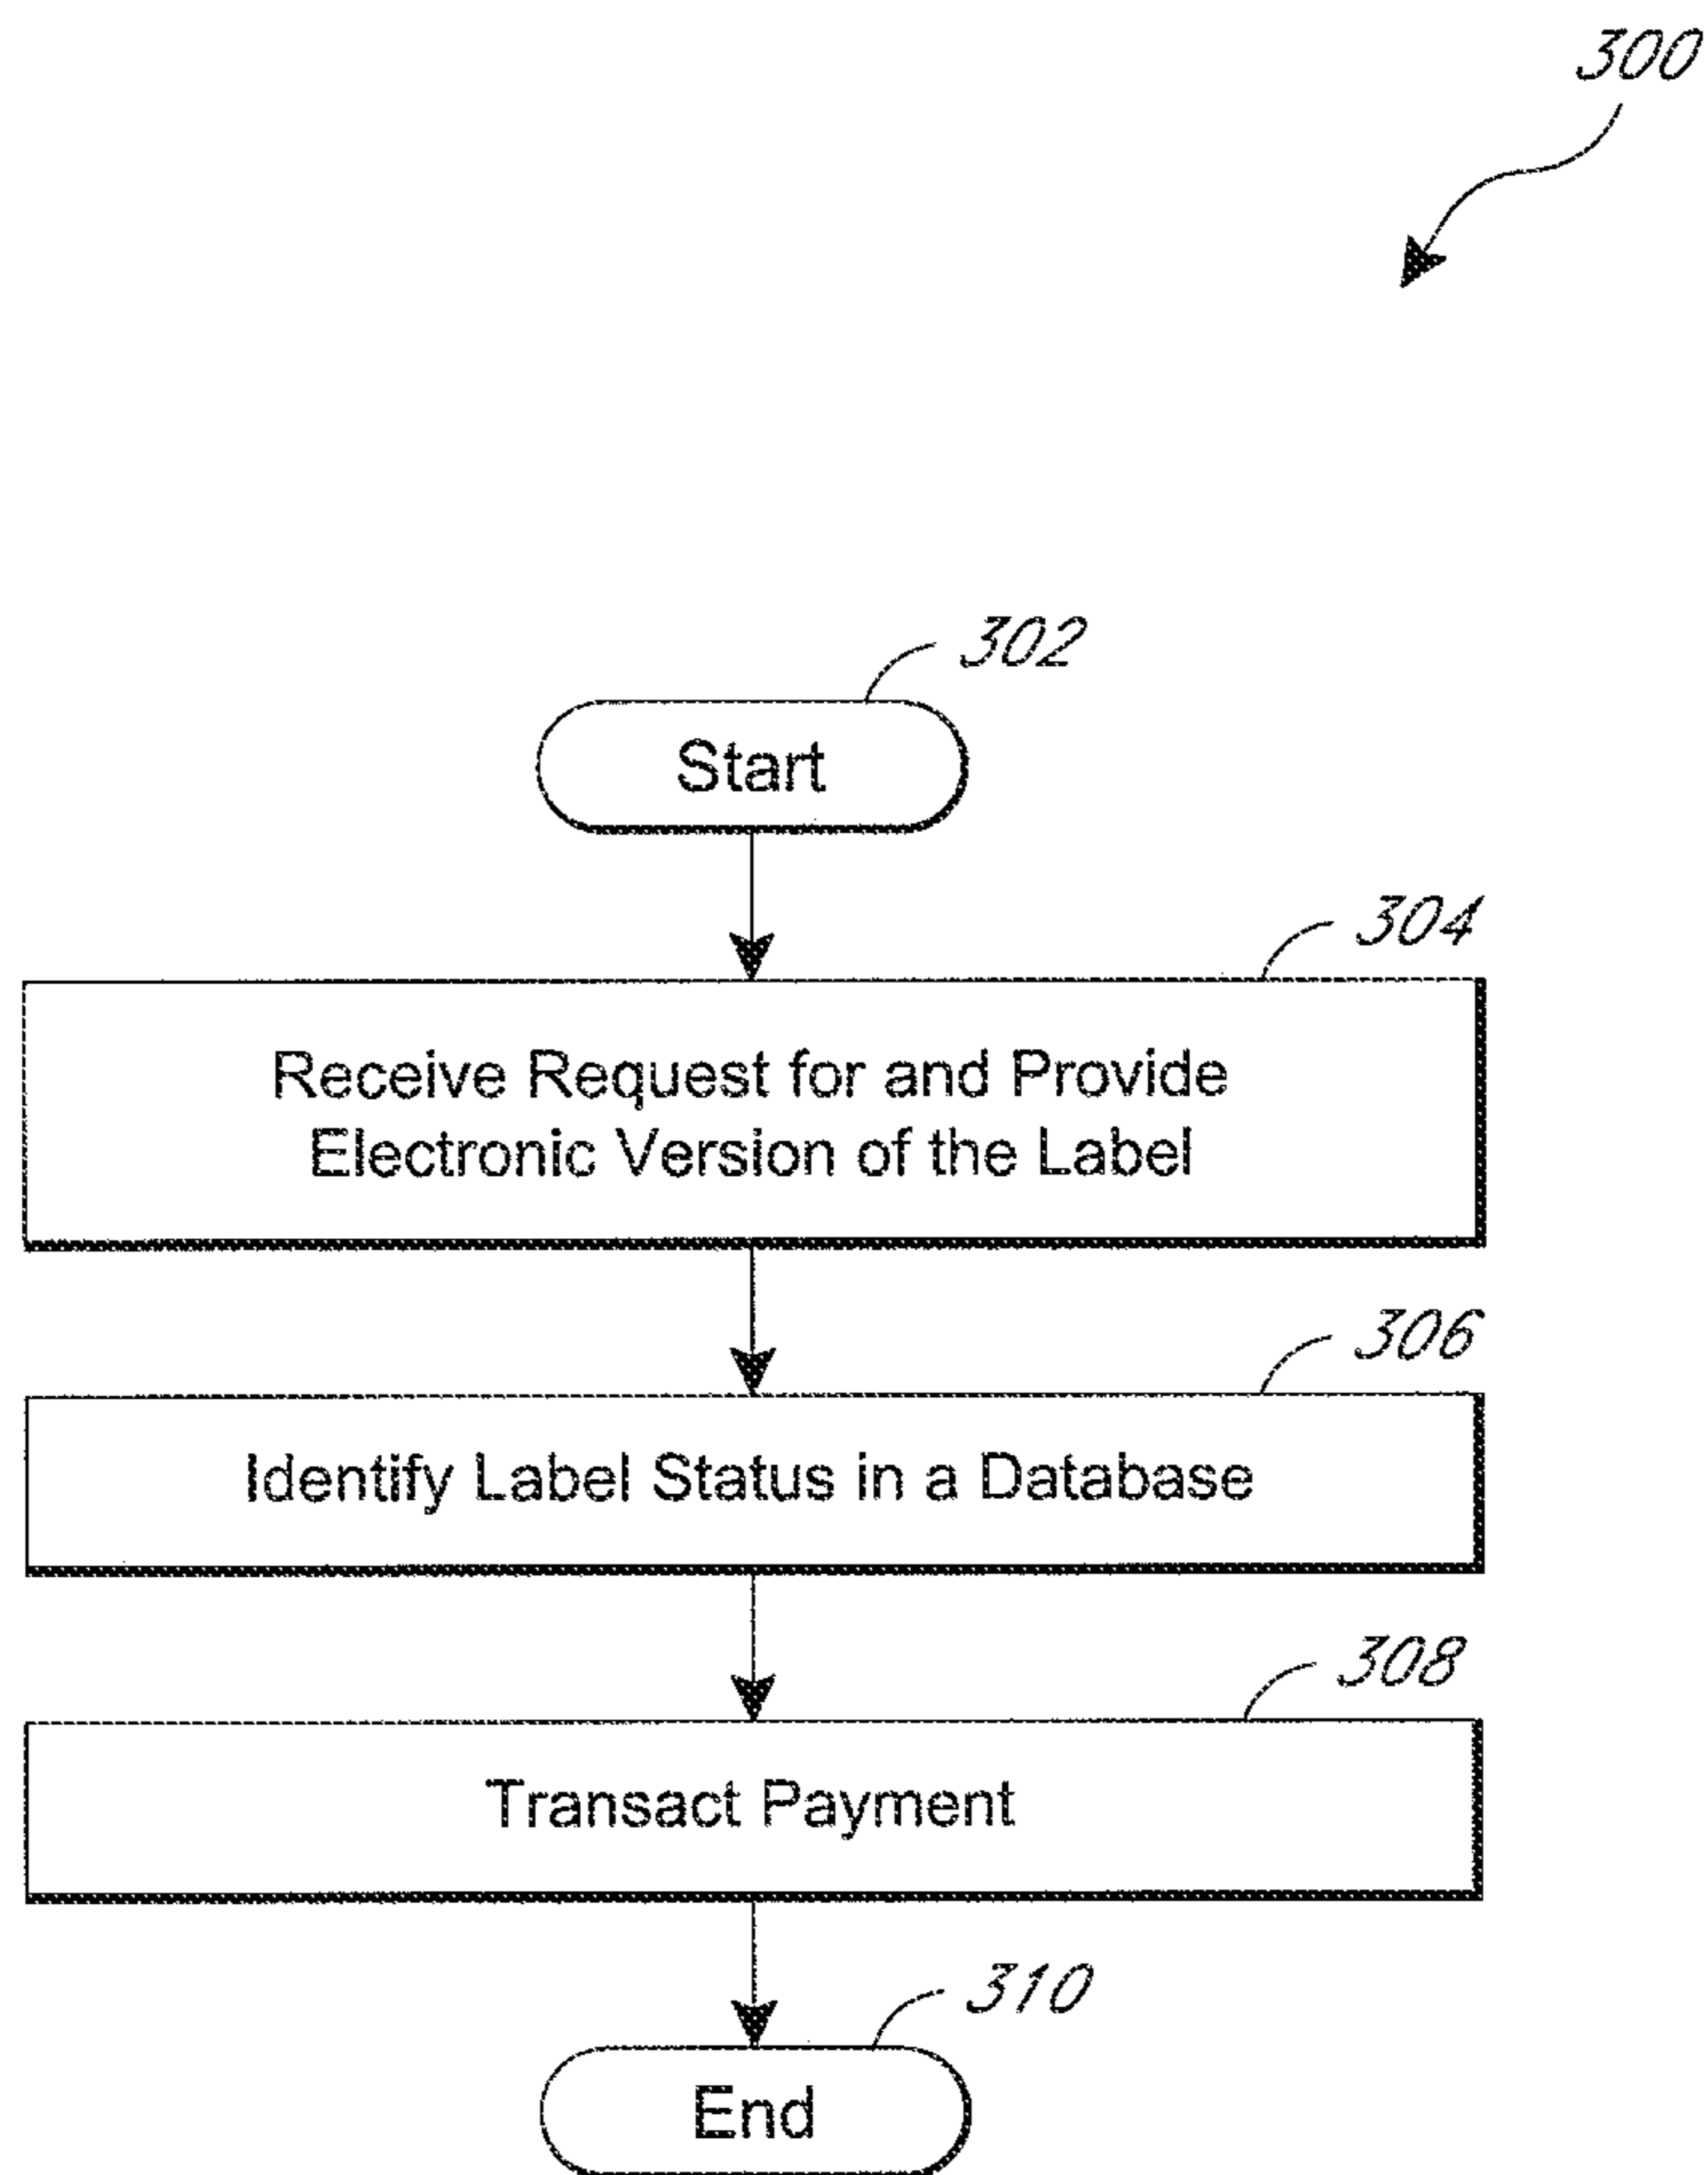 300
302
Start
304
Receive Request for and Provide
Electronic Version of the Label
306
Identify Label Status in a Database
308
Transact Payment
310
End